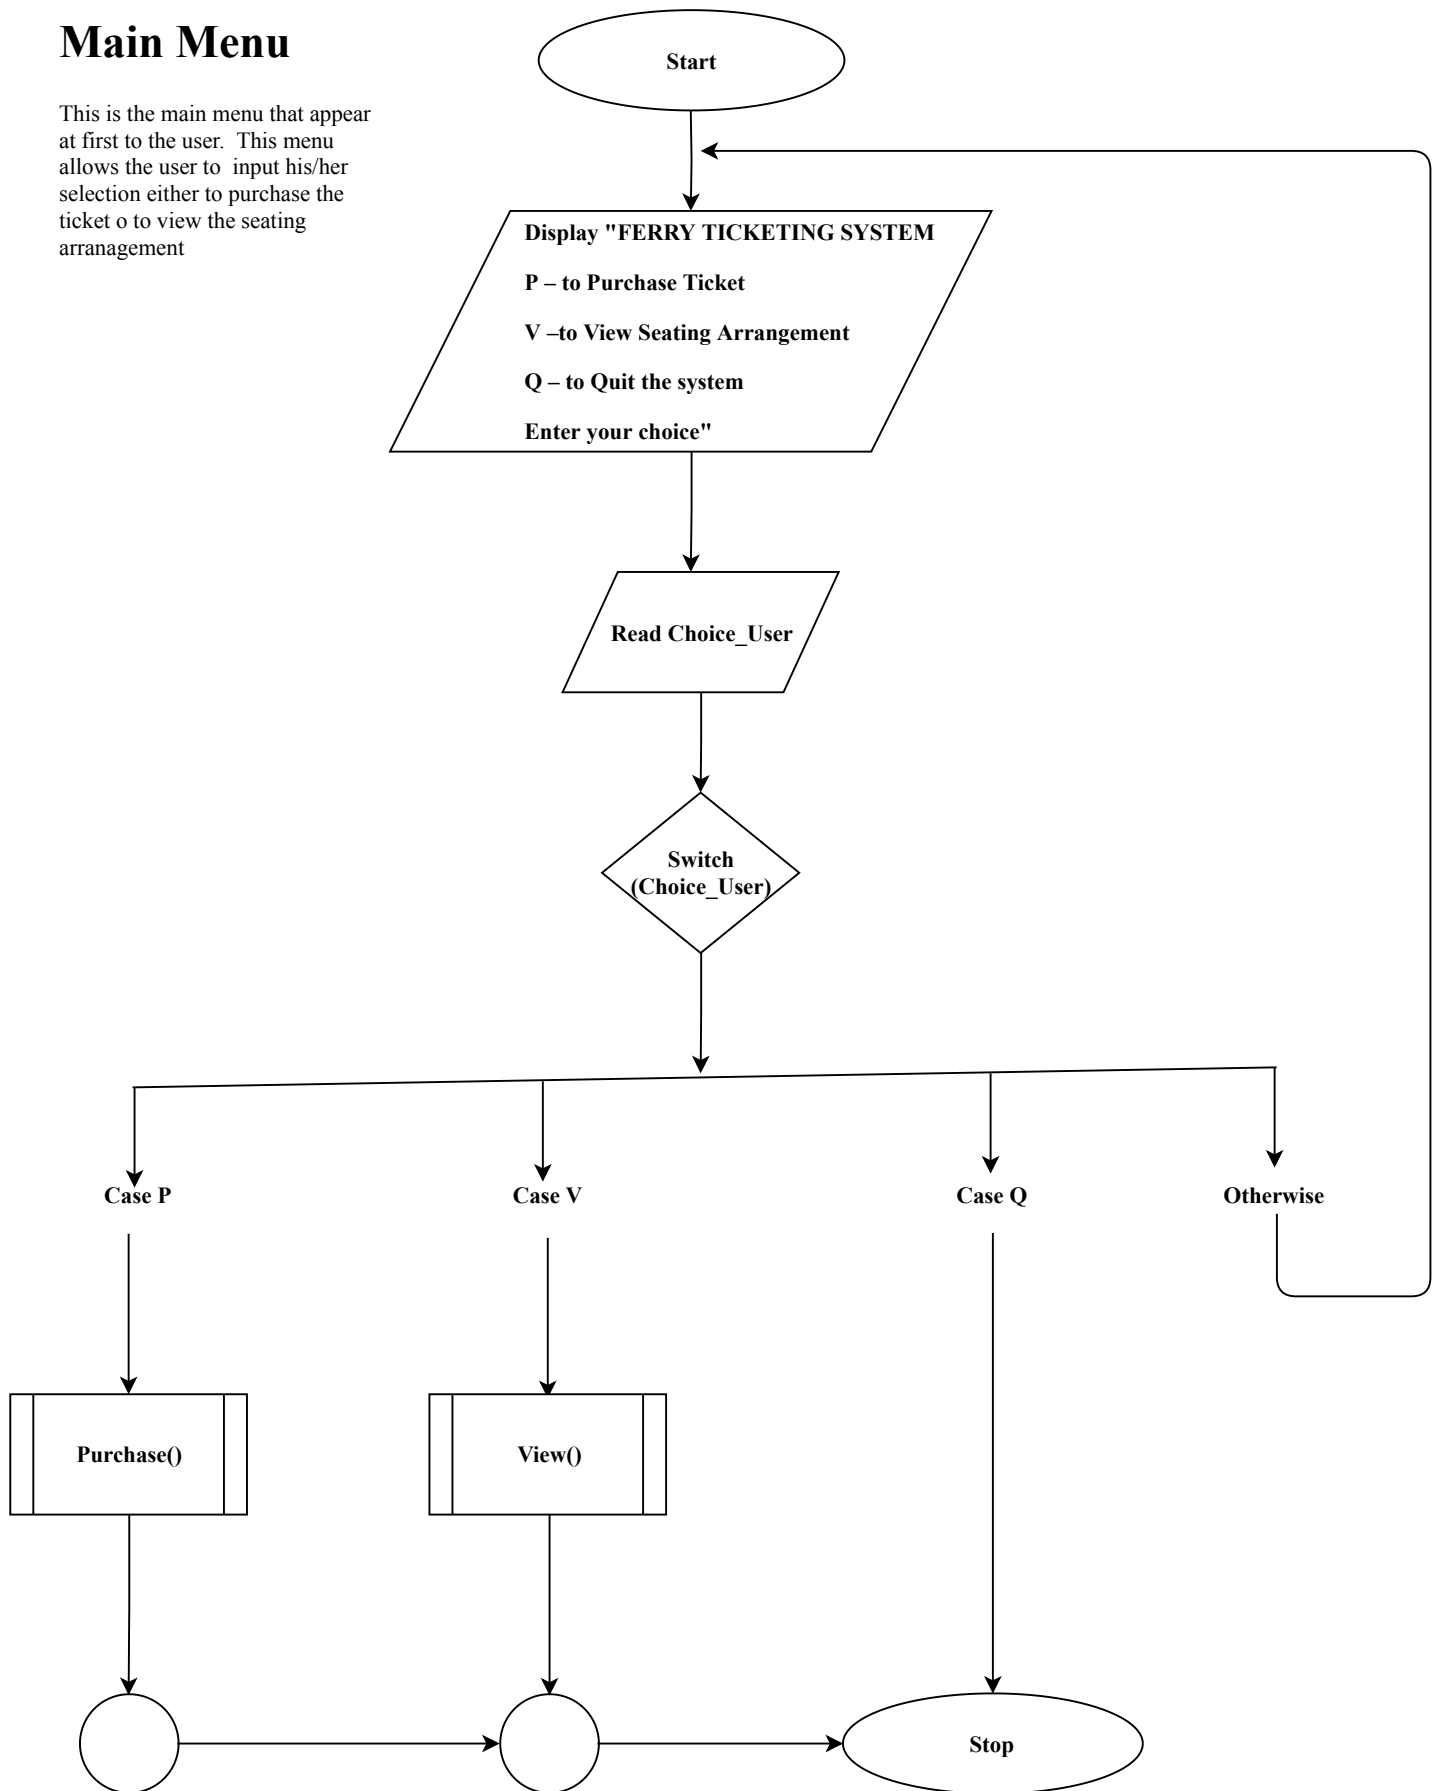 Main Menu
This is the main menu that appear
at first to the user.  This menu
allows the user to  input his/her
selection either to purchase the
ticket o to view the seating
arranagement
Start
Display "FERRY TICKETING SYSTEM
P – to Purchase Ticket
V –to View Seating Arrangement
Q – to Quit the system
Enter your choice"
Read Choice_User
Switch
(Choice_User)
Case P
Case V
Case Q
Otherwise
Purchase()
View()
Stop